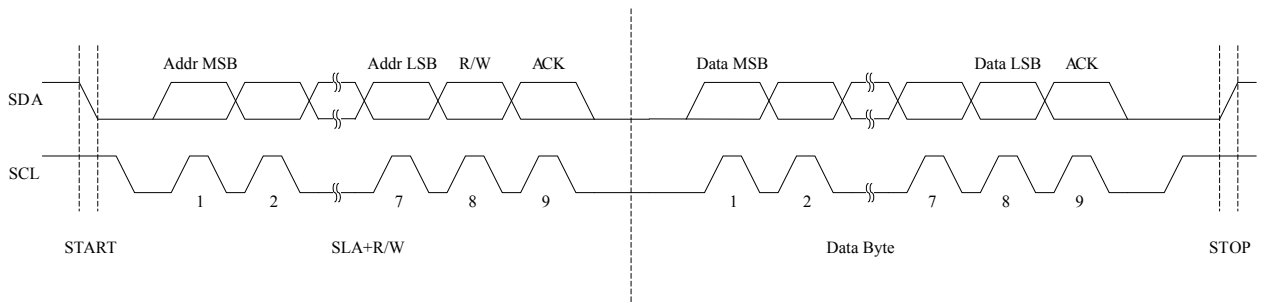 Addr MSB Addr LSB R/W ACK Data MSB Data LSB ACK
SDA
SCL
1 2 7 8 9 1 2 7 8 9
START SLA+R/W Data Byte STOP